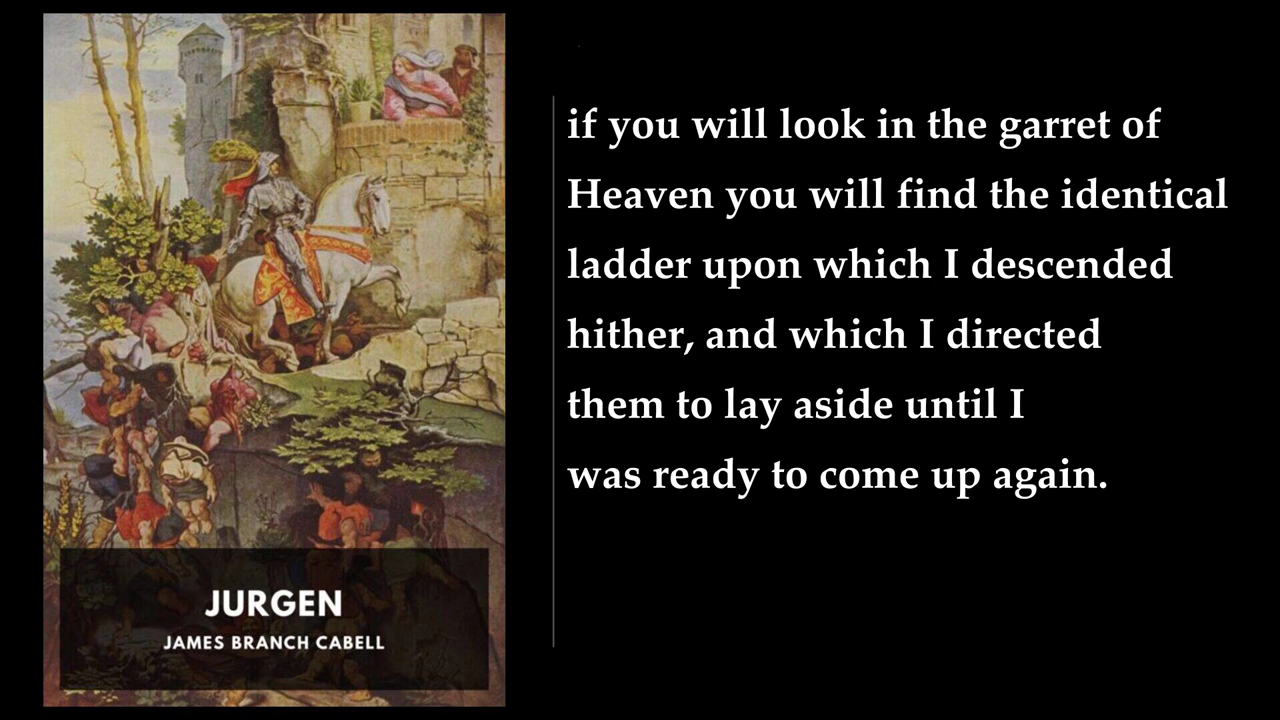 if you will look in the garret of
Heaven you will find the identical
ladder upon which I descended
hither, and which I directed
them to lay aside until I
was ready to come up again.
JURGEN
JAMES BRANCH CABELL